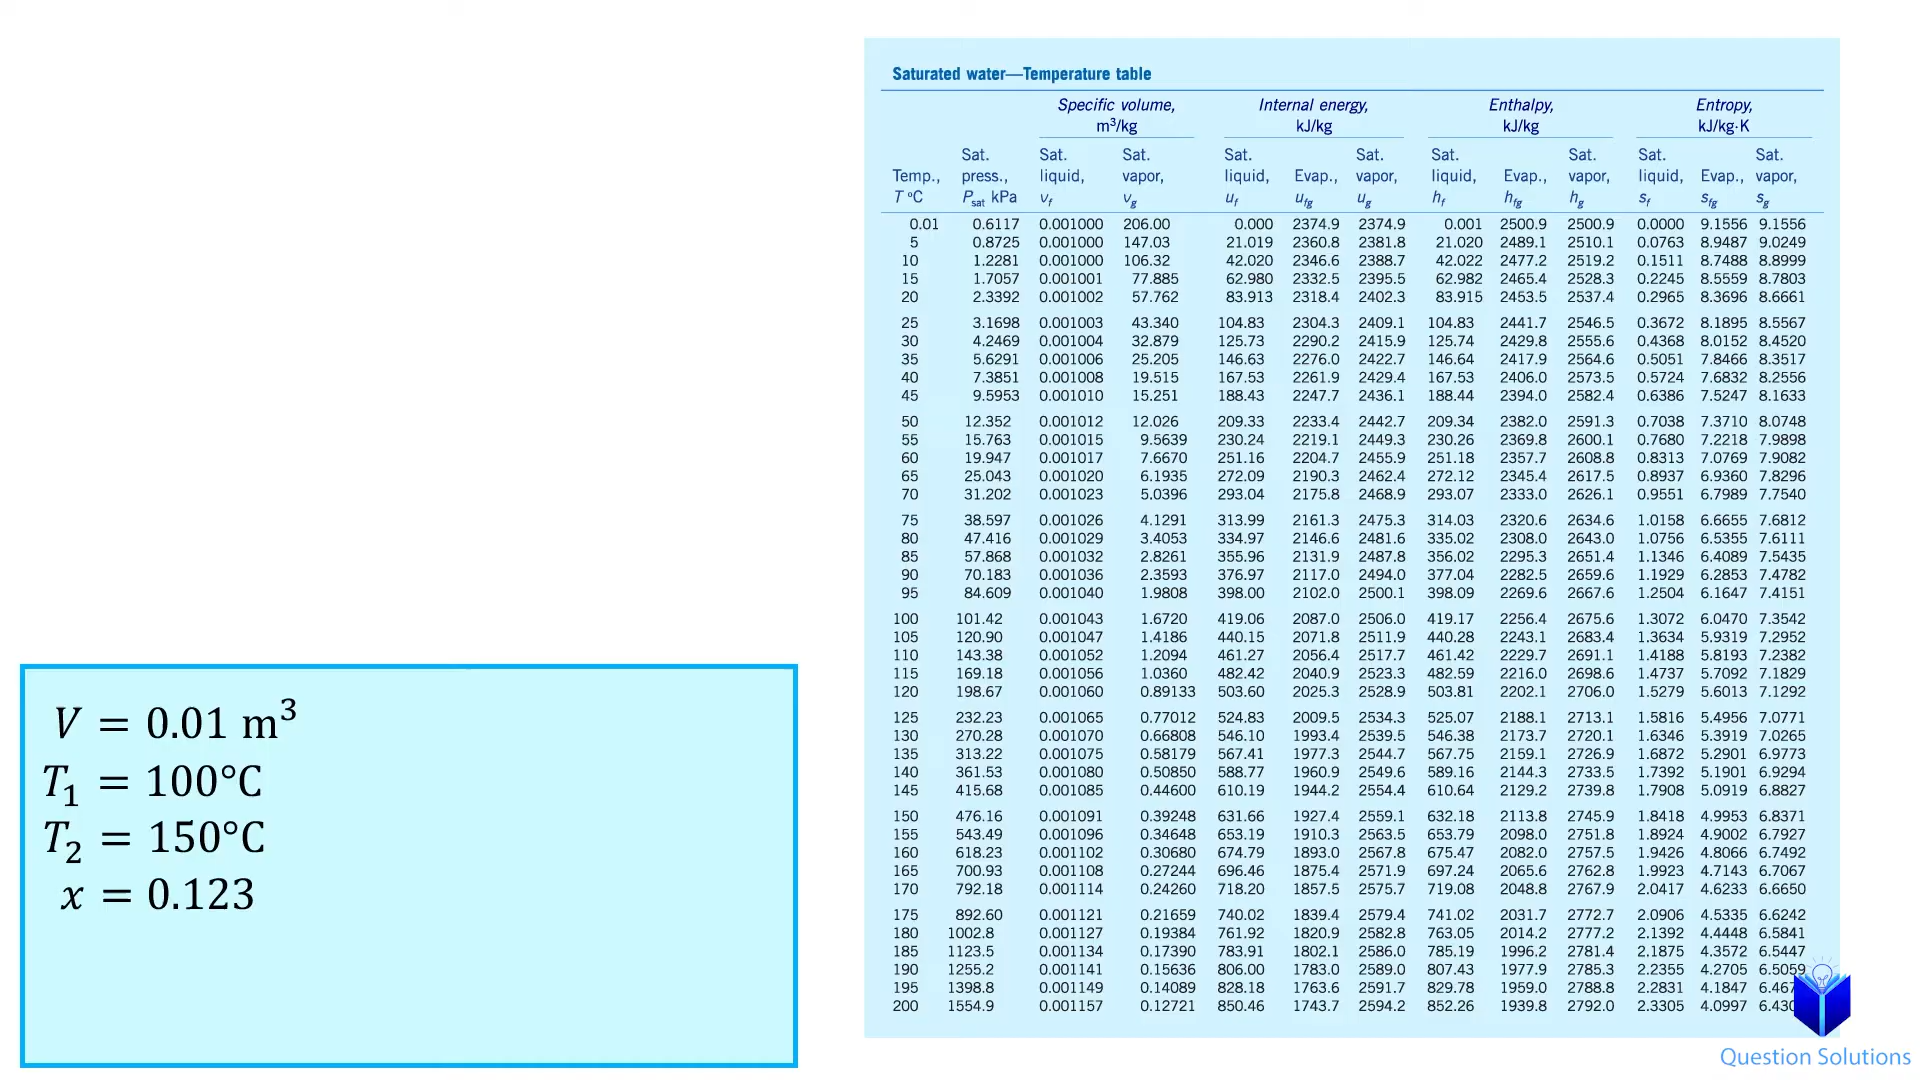 Saturated water—Temperature table
Specific volume, Internal energy, Enthalpy, Entropy,
m³/kg kJ/kg kJ/kg kJ/kg·K
Sat. Sat. Sat. Sat. Sat. Sat. Sat. Sat. Sat.
Temp., press., liquid, vapor, liquid, Evap., vapor, liquid, Evap., vapor, liquid, Evap., vapor,
T °C Psat kPa vf vg uf ufg ug hf hfg hg sf sfg sg
0.01 0.6117 0.001000 206.00 0.000 2374.9 2374.9 0.001 2500.9 2500.9 0.0000 9.1556 9.1556
5 0.8725 0.001000 147.03 21.019 2360.8 2381.8 21.020 2489.1 2510.1 0.0763 8.9487 9.0249
10 1.2281 0.001000 106.32 42.020 2346.6 2388.7 42.022 2477.2 2519.2 0.1511 8.7488 8.8999
15 1.7057 0.001001 77.885 62.980 2332.5 2395.5 62.982 2465.4 2528.3 0.2245 8.5559 8.7803
20 2.3392 0.001002 57.762 83.913 2318.4 2402.3 83.915 2453.5 2537.4 0.2965 8.3696 8.6661
25 3.1698 0.001003 43.340 104.83 2304.3 2409.1 104.83 2441.7 2546.5 0.3672 8.1895 8.5567
30 4.2469 0.001004 32.879 125.73 2290.2 2415.9 125.74 2429.8 2555.6 0.4368 8.0152 8.4520
35 5.6291 0.001006 25.205 146.63 2276.0 2422.7 146.64 2417.9 2564.6 0.5051 7.8466 8.3517
40 7.3851 0.001008 19.515 167.53 2261.9 2429.4 167.53 2406.0 2573.5 0.5724 7.6832 8.2556
45 9.5953 0.001010 15.251 188.43 2247.7 2436.1 188.44 2394.0 2582.4 0.6386 7.5247 8.1633
50 12.352 0.001012 12.026 209.33 2233.4 2442.7 209.34 2382.0 2591.3 0.7038 7.3710 8.0748
55 15.763 0.001015 9.5639 230.24 2219.1 2449.3 230.26 2369.8 2600.1 0.7680 7.2218 7.9898
60 19.947 0.001017 7.6670 251.16 2204.7 2455.9 251.18 2357.7 2608.8 0.8313 7.0769 7.9082
65 25.043 0.001020 6.1935 272.09 2190.3 2462.4 272.12 2345.4 2617.5 0.8937 6.9360 7.8296
70 31.202 0.001023 5.0396 293.04 2175.8 2468.9 293.07 2333.0 2626.1 0.9551 6.7989 7.7540
75 38.597 0.001026 4.1291 313.99 2161.3 2475.3 314.03 2320.6 2634.6 1.0158 6.6655 7.6812
80 47.416 0.001029 3.4053 334.97 2146.6 2481.6 335.02 2308.0 2643.0 1.0756 6.5355 7.6111
85 57.868 0.001032 2.8261 355.96 2131.9 2487.8 356.02 2295.3 2651.4 1.1346 6.4089 7.5435
90 70.183 0.001036 2.3593 376.97 2117.0 2494.0 377.04 2282.5 2659.6 1.1929 6.2853 7.4782
95 84.609 0.001040 1.9808 398.00 2102.0 2500.1 398.09 2269.6 2667.6 1.2504 6.1647 7.4151
100 101.42 0.001043 1.6720 419.06 2087.0 2506.0 419.17 2256.4 2675.6 1.3072 6.0470 7.3542
105 120.90 0.001047 1.4186 440.15 2071.8 2511.9 440.28 2243.1 2683.4 1.3634 5.9319 7.2952
110 143.38 0.001052 1.2094 461.27 2056.4 2517.7 461.42 2229.7 2691.1 1.4188 5.8193 7.2382
115 169.18 0.001056 1.0360 482.42 2040.9 2523.3 482.59 2216.0 2698.6 1.4737 5.7092 7.1829
120 198.67 0.001060 0.89133 503.60 2025.3 2528.9 503.81 2202.1 2706.0 1.5279 5.6013 7.1292
125 232.23 0.001065 0.77012 524.83 2009.5 2534.3 525.07 2188.1 2713.1 1.5816 5.4956 7.0771
130 270.28 0.001070 0.66808 546.10 1993.4 2539.5 546.38 2173.7 2720.1 1.6346 5.3919 7.0265
135 313.22 0.001075 0.58179 567.41 1977.3 2544.7 567.75 2159.1 2726.9 1.6872 5.2901 6.9773
140 361.53 0.001080 0.50850 588.77 1960.9 2549.6 589.16 2144.3 2733.5 1.7392 5.1901 6.9294
145 415.68 0.001085 0.44600 610.19 1944.2 2554.4 610.64 2129.2 2739.8 1.7908 5.0919 6.8827
150 476.16 0.001091 0.39248 631.66 1927.4 2559.1 632.18 2113.8 2745.9 1.8418 4.9953 6.8371
155 543.49 0.001096 0.34648 653.19 1910.3 2563.5 653.79 2098.0 2751.8 1.8924 4.9002 6.7927
160 618.23 0.001102 0.30680 674.79 1893.0 2567.8 675.47 2082.0 2757.5 1.9426 4.8066 6.7492
165 700.93 0.001108 0.27244 696.46 1875.4 2571.9 697.24 2065.6 2762.8 1.9923 4.7143 6.7067
170 792.18 0.001114 0.24260 718.20 1857.5 2575.7 719.08 2048.8 2767.9 2.0417 4.6233 6.6650
175 892.60 0.001121 0.21659 740.02 1839.4 2579.4 741.02 2031.7 2772.7 2.0906 4.5335 6.6242
180 1002.8 0.001127 0.19384 761.92 1820.9 2582.8 763.05 2014.2 2777.2 2.1392 4.4448 6.5841
185 1123.5 0.001134 0.17390 783.91 1802.1 2586.0 785.19 1996.2 2781.4 2.1875 4.3572 6.5447
190 1255.2 0.001141 0.15636 806.00 1783.0 2589.0 807.43 1977.9 2785.3 2.2355 4.2705 6.5059
195 1398.8 0.001149 0.14089 828.18 1763.6 2591.7 829.78 1959.0 2788.8 2.2831 4.1847
200 1554.9 0.001157 0.12721 850.46 1743.7 2594.2 852.26 1939.8 2792.0 2.3305 4.0997
V = 0.01 m³
T₁ = 100°C
T₂ = 150°C
x = 0.123
Question Solutions